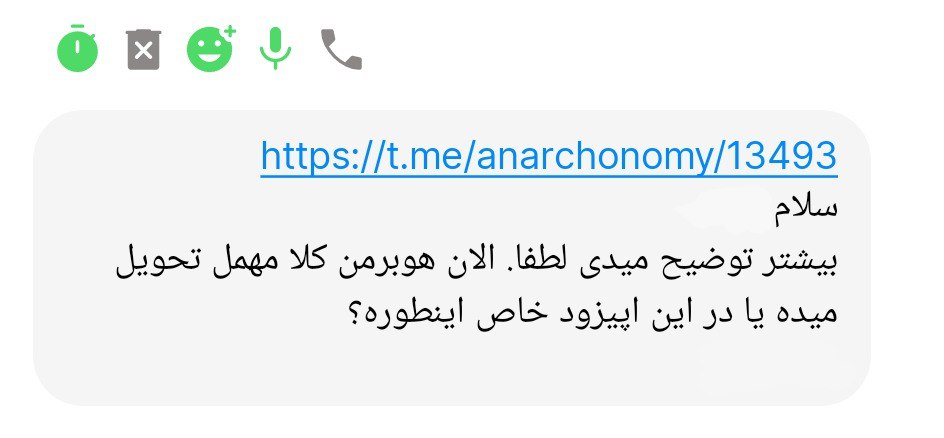 https://t.me/anarchonomy/13493
سلام
بیشتر توضیح میدی لطفا. الان هوبرمن کلا مهمل تحویل
میده یا در این اپیزود خاص اینطوره؟